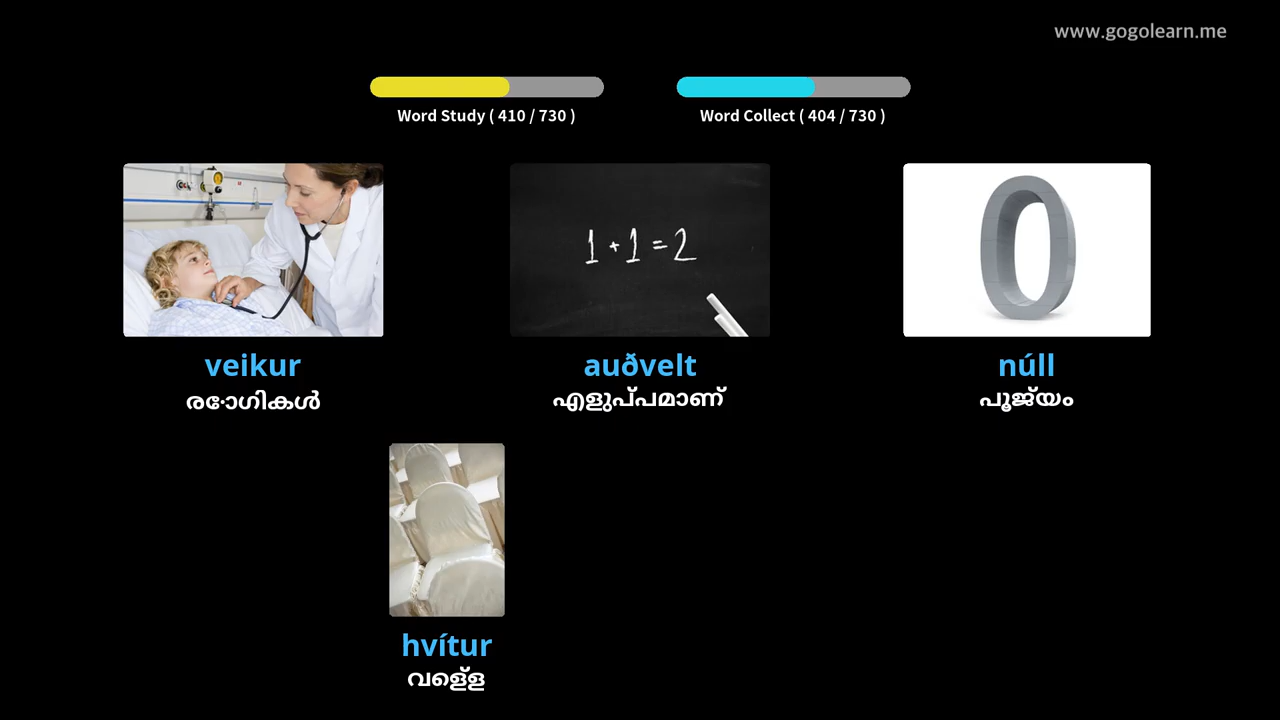 www.gogolearn.me
Word Study ( 410 / 730 )
Word Collect ( 404 / 730 )
1 + 1 = 2
0
veikur
auðvelt
núll
രോഗികൾ
എളുപ്പമാണ്
പൂജ്യം
hvítur
വെള്ള